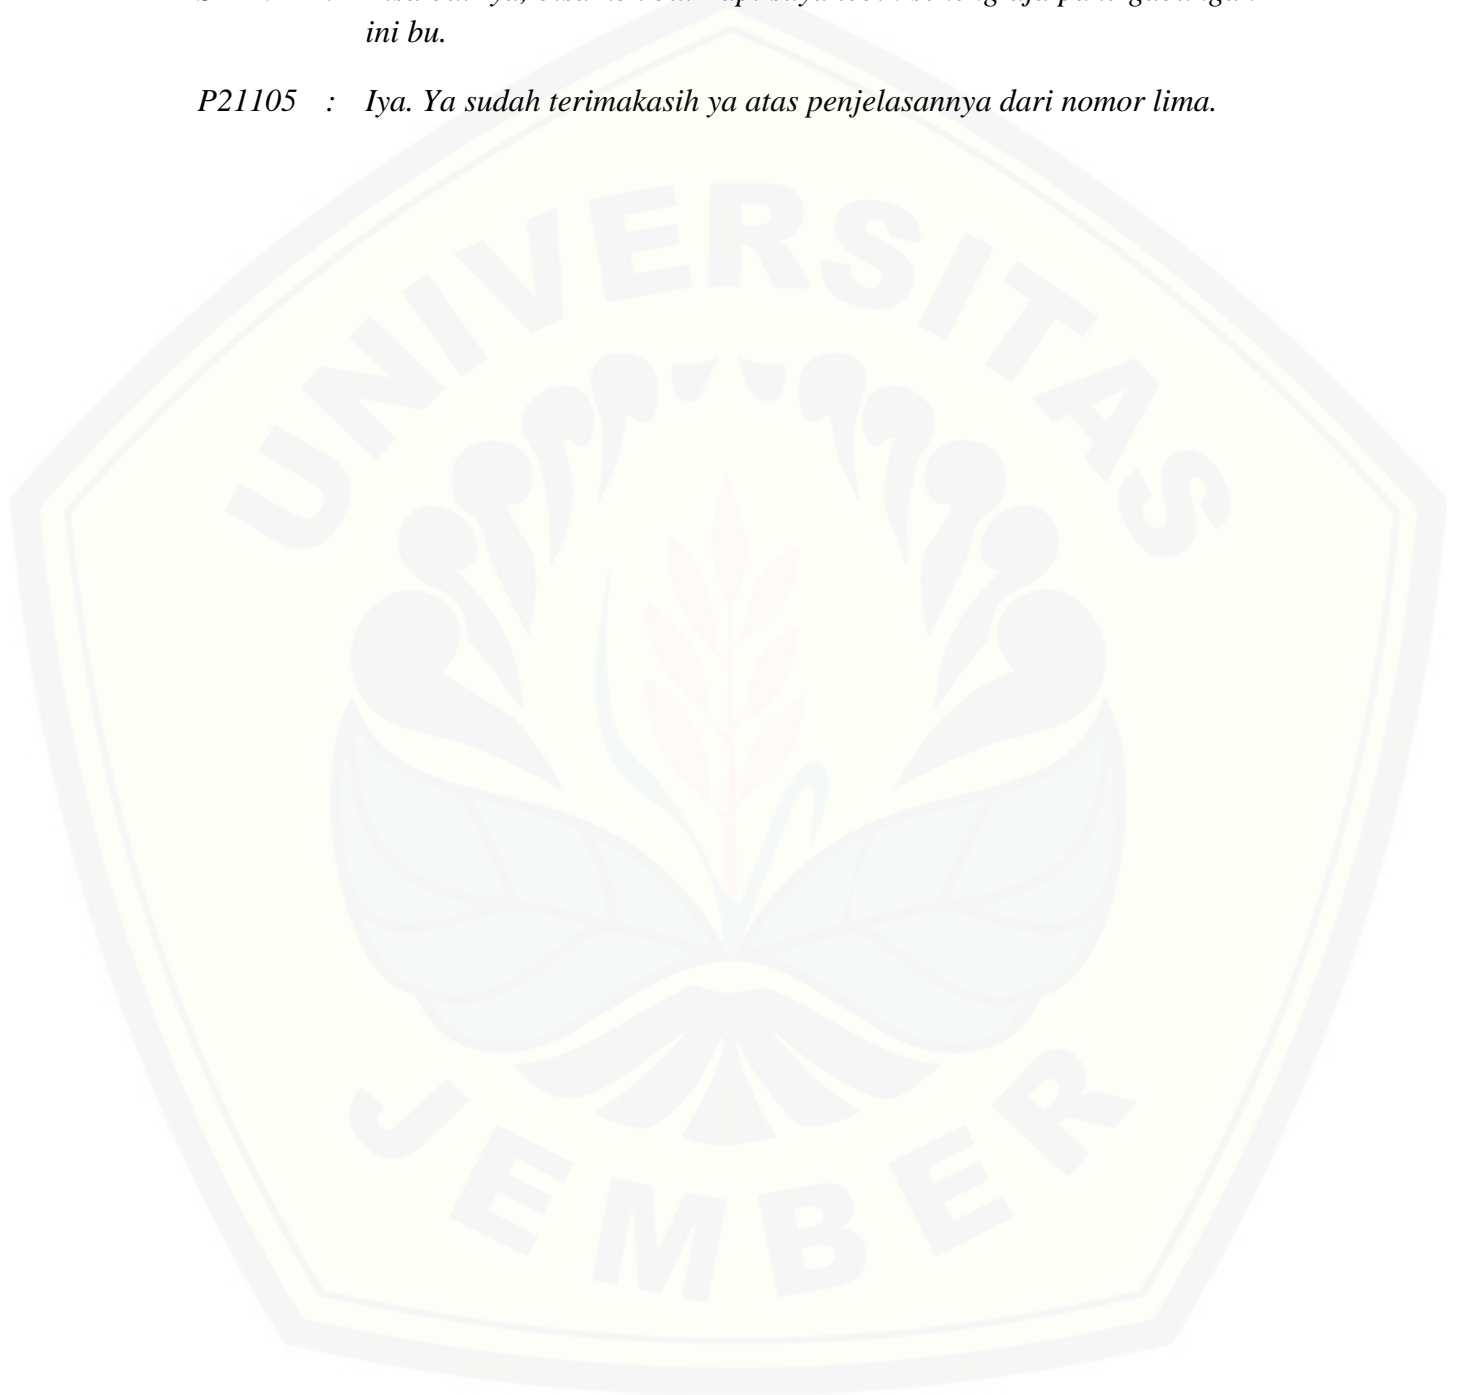 ini bu.
P21105 : Iya. Ya sudah terimakasih ya atas penjelasannya dari nomor lima.
UNIVERSITAS
JEMBER